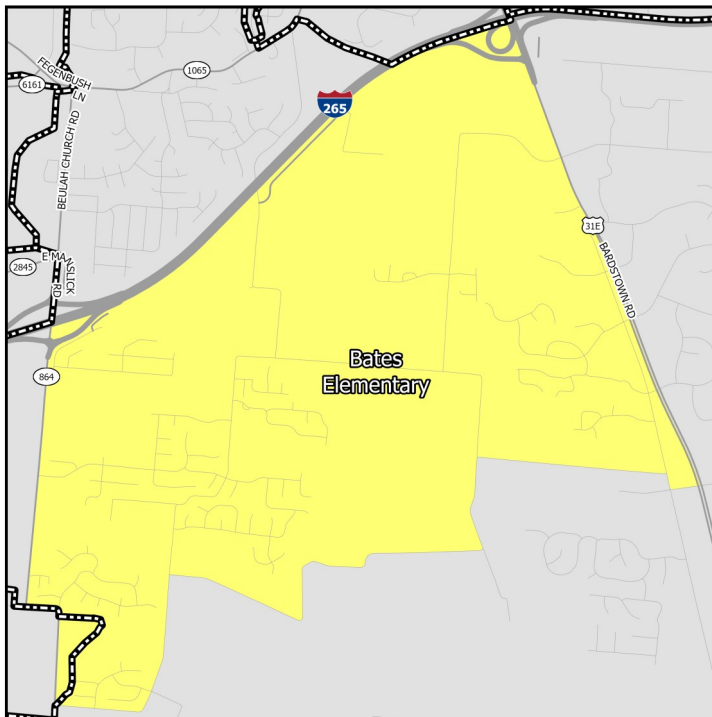 1065
FEGENBUSH
LN
6161
265
BEULAH CHURCH RD
31E
BARDSTOWN RD
E MANSLICK
RD
2845
Bates
Elementary
864